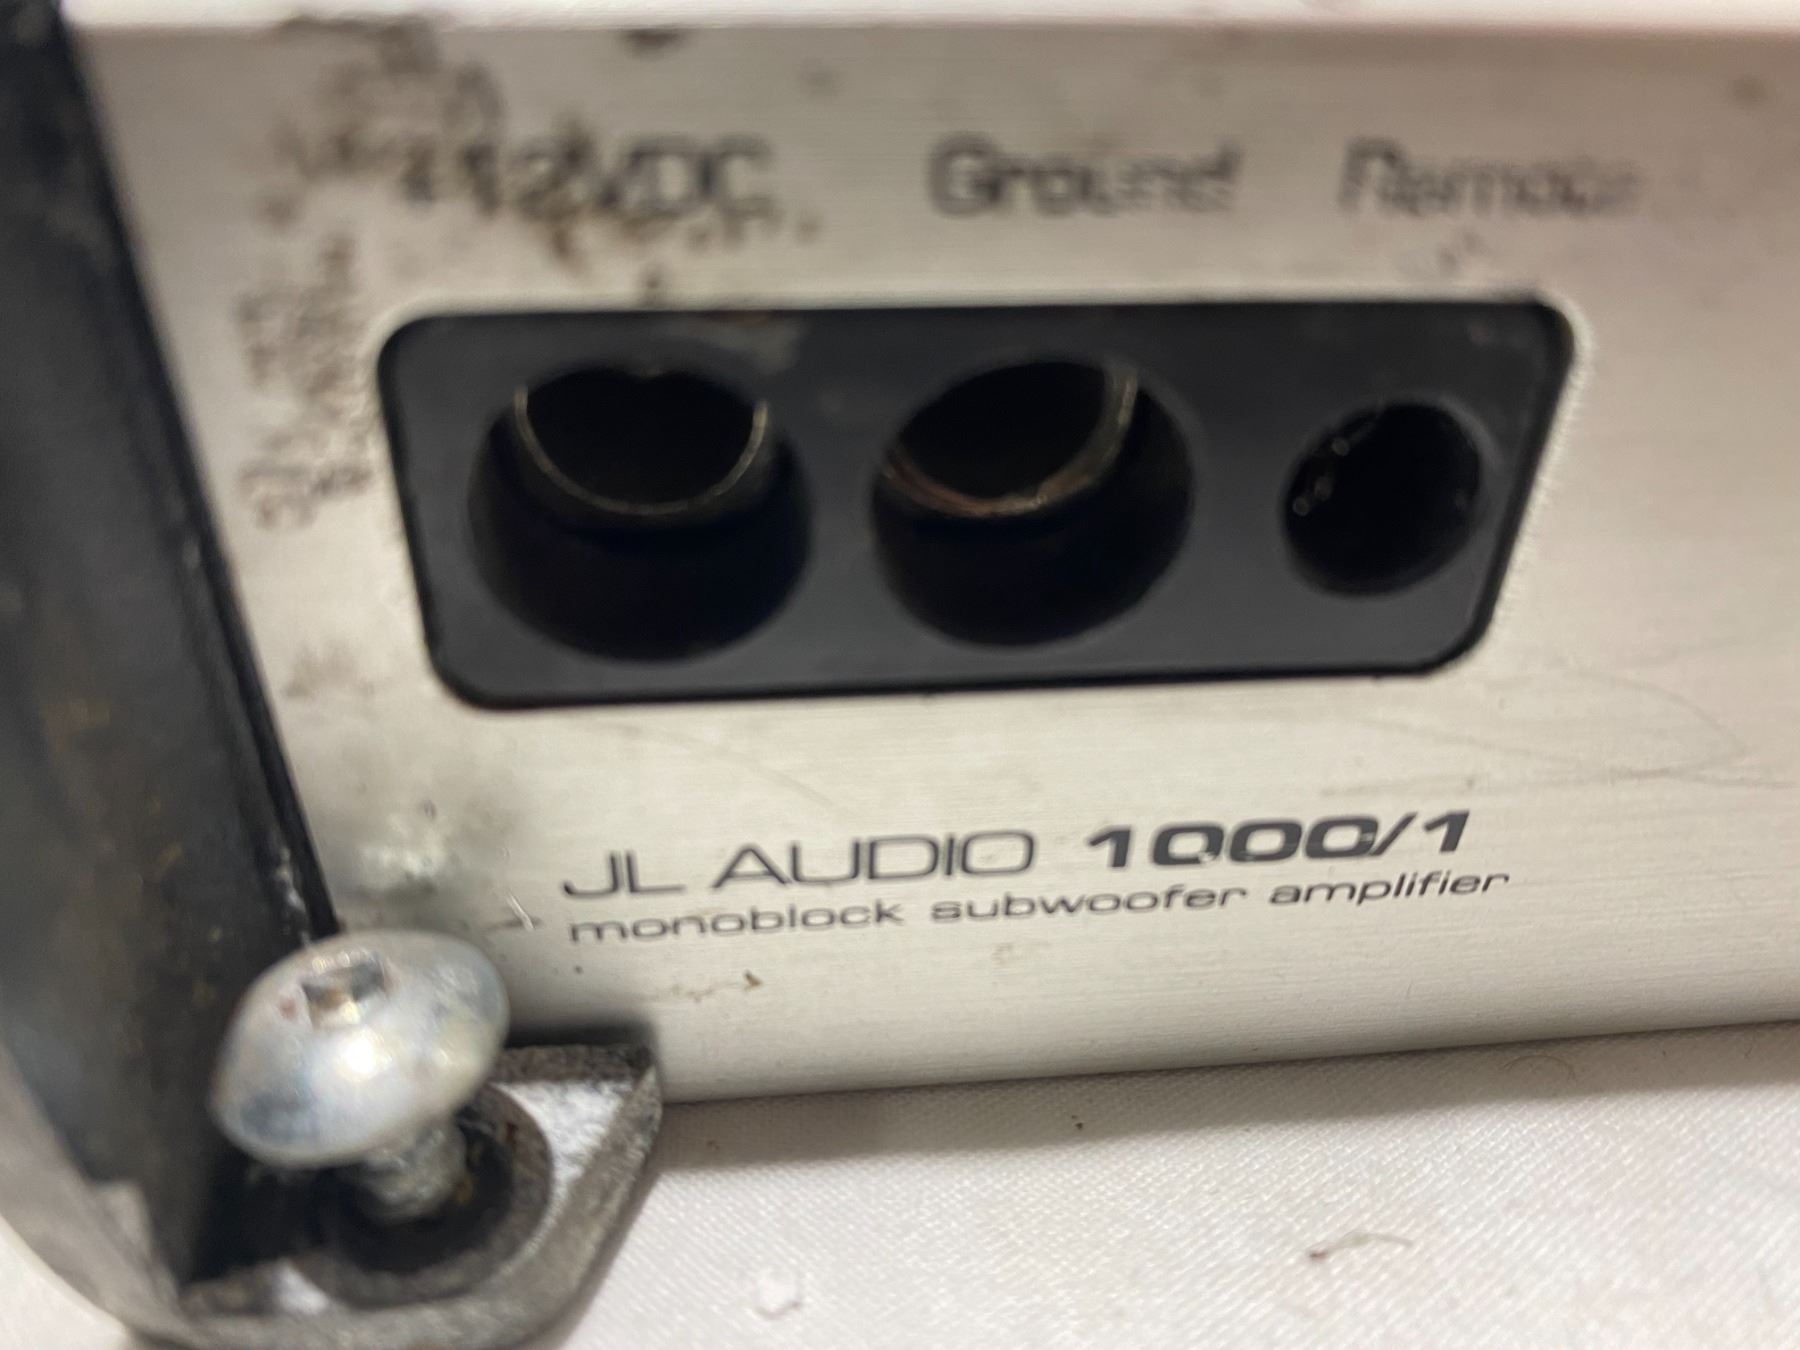 +12VDC Ground Remote
JL AUDIO 1000/1
monoblock subwoofer amplifier